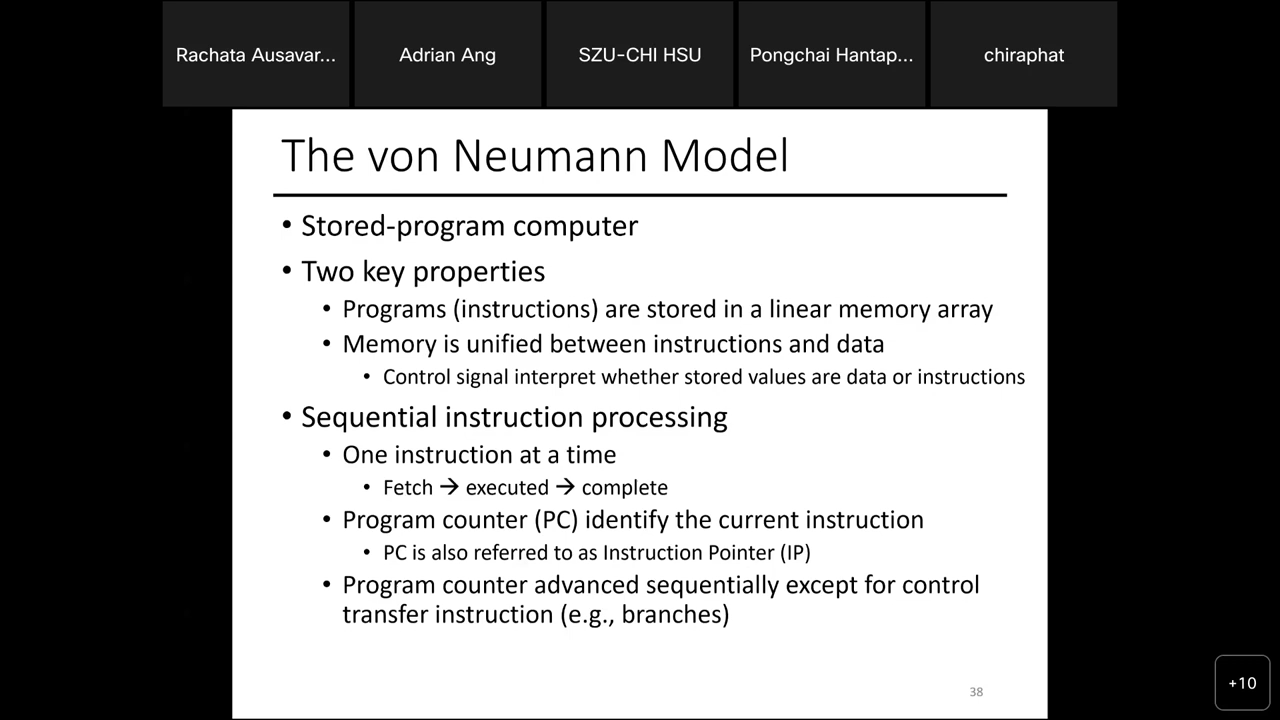 Rachata Ausavar...
Adrian Ang
SZU-CHI HSU
Pongchai Hantap...
chiraphat
The von Neumann Model
• Stored-program computer
• Two key properties
• Programs (instructions) are stored in a linear memory array
• Memory is unified between instructions and data
• Control signal interpret whether stored values are data or instructions
• Sequential instruction processing
• One instruction at a time
• Fetch → executed → complete
• Program counter (PC) identify the current instruction
• PC is also referred to as Instruction Pointer (IP)
• Program counter advanced sequentially except for control
transfer instruction (e.g., branches)
38
+10